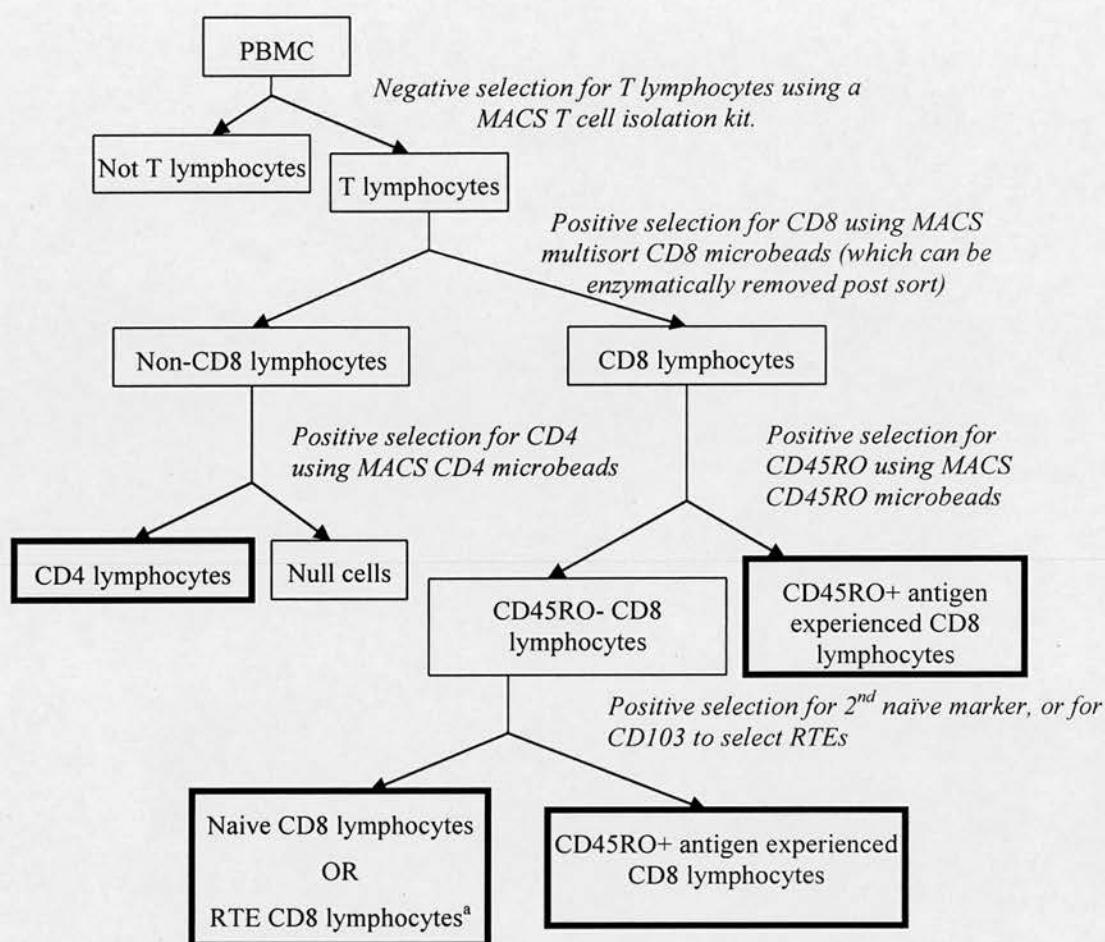 PBMC
Negative selection for T lymphocytes using a
MACS T cell isolation kit.
Not T lymphocytes
T lymphocytes
Positive selection for CD8 using MACS
multisort CD8 microbeads (which can be
enzymatically removed post sort)
Non-CD8 lymphocytes
CD8 lymphocytes
Positive selection for CD4
using MACS CD4 microbeads
Positive selection for
CD45RO using MACS
CD45RO microbeads
CD4 lymphocytes
Null cells
CD45RO- CD8
lymphocytes
CD45RO+ antigen
experienced CD8
lymphocytes
Positive selection for 2nd naïve marker, or for
CD103 to select RTEs
Naive CD8 lymphocytes
OR
RTE CD8 lymphocytesa
CD45RO+ antigen experienced
CD8 lymphocytes